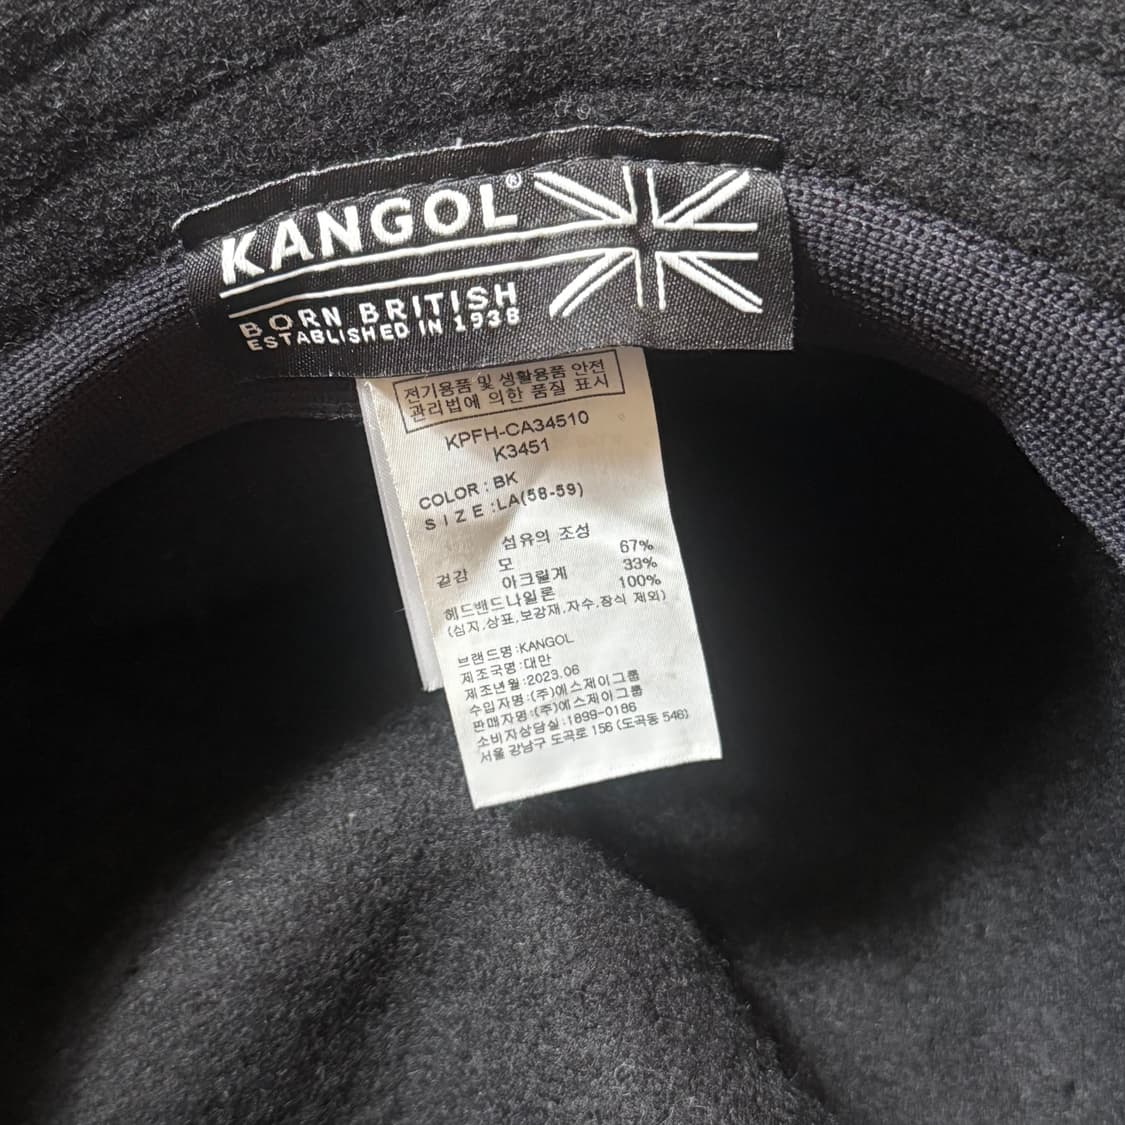 KANGOL®
BORN BRITISH
ESTABLISHED IN 1938
전기용품 및 생활용품 안전
관리법에 의한 품질 표시
KPFH-CA34510
K3451
COLOR : BK
SIZE :LA(58-59)
섬유의 조성
겉감 모 67%
아크릴계 33%
헤드밴드나일론 100%
(심지,상표,보강재,자수,장식 제외)
브랜드명:KANGOL
제조국명:대만
제조년월:2023.06
수입자명:(주)에스제이그룹
판매자명:(주)에스제이그룹
소비자상담실:1899-0186
서울 강남구 도곡로 156 (도곡동 546)